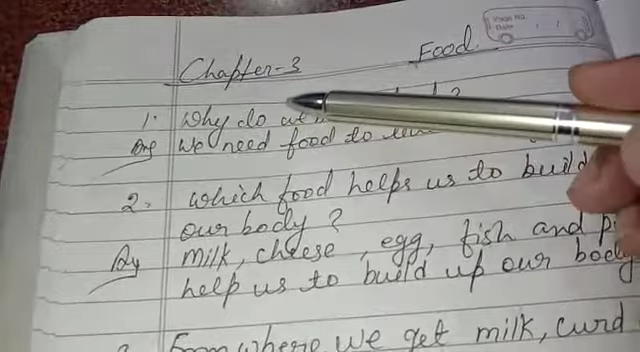 Page No.
Date
Chapter-3 Food
1. Why do we
Ans We need food to
2. which food helps us to build
our body?
Ans milk, cheese, egg, fish and
help us to build up our body
From where we get milk, curd